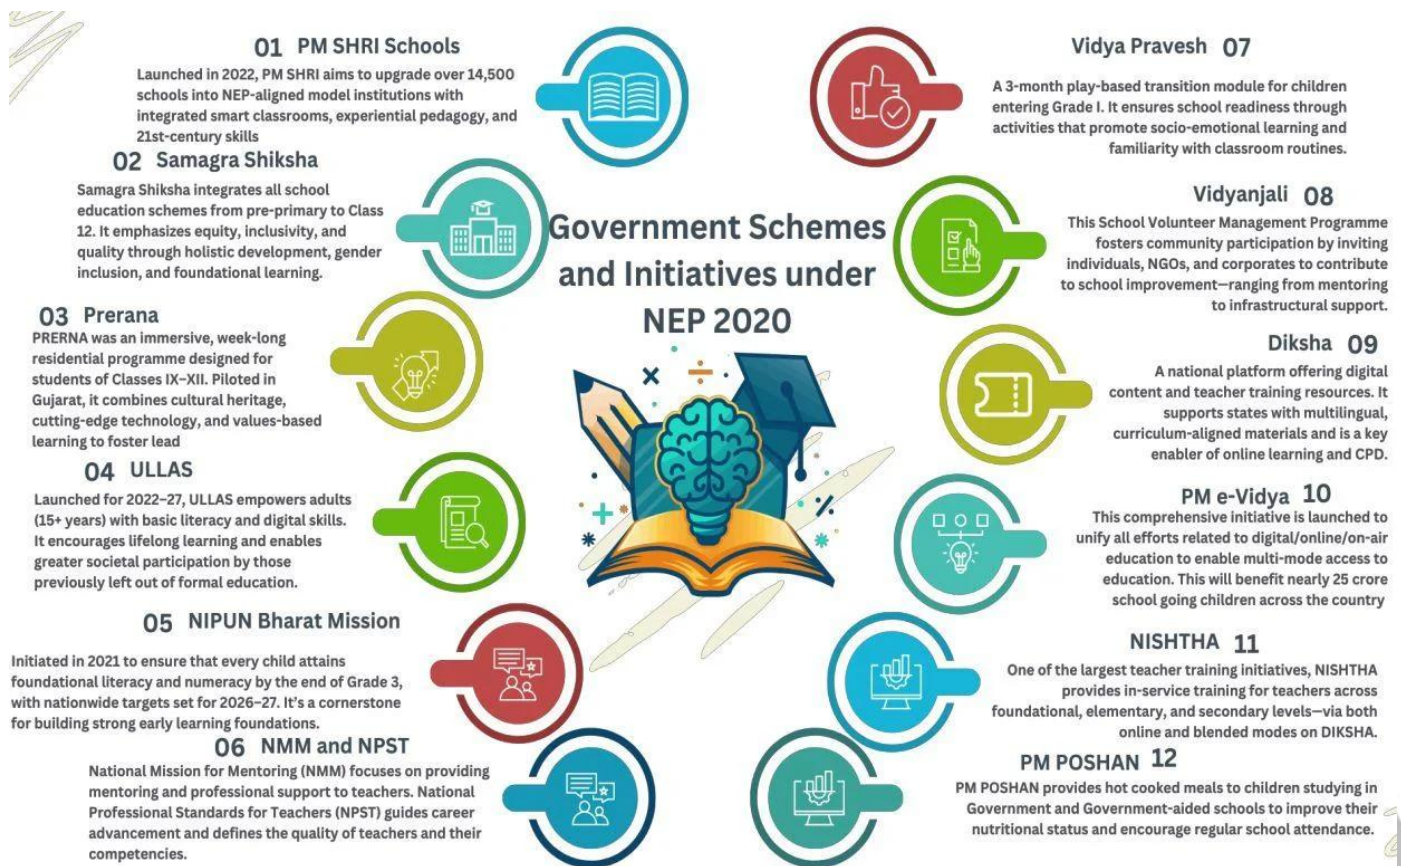 01 PM SHRI Schools
Launched in 2022, PM SHRI aims to upgrade over 14,500
schools into NEP-aligned model institutions with
integrated smart classrooms, experiential pedagogy, and
21st-century skills
02 Samagra Shiksha
Samagra Shiksha integrates all school
education schemes from pre-primary to Class
12. It emphasizes equity, inclusivity, and
quality through holistic development, gender
inclusion, and foundational learning.
03 Prerana
PRERNA was an immersive, week-long
residential programme designed for
students of Classes IX–XII. Piloted in
Gujarat, it combines cultural heritage,
cutting-edge technology, and values-based
learning to foster lead
04 ULLAS
Launched for 2022–27, ULLAS empowers adults
(15+ years) with basic literacy and digital skills.
It encourages lifelong learning and enables
greater societal participation by those
previously left out of formal education.
05 NIPUN Bharat Mission
Initiated in 2021 to ensure that every child attains
foundational literacy and numeracy by the end of Grade 3,
with nationwide targets set for 2026–27. It's a cornerstone
for building strong early learning foundations.
06 NMM and NPST
National Mission for Mentoring (NMM) focuses on providing
mentoring and professional support to teachers. National
Professional Standards for Teachers (NPST) guides career
advancement and defines the quality of teachers and their
competencies.
Government Schemes
and Initiatives under
NEP 2020
Vidya Pravesh 07
A 3-month play-based transition module for children
entering Grade I. It ensures school readiness through
activities that promote socio-emotional learning and
familiarity with classroom routines.
Vidyanjali 08
This School Volunteer Management Programme
fosters community participation by inviting
individuals, NGOs, and corporates to contribute
to school improvement—ranging from mentoring
to infrastructural support.
Diksha 09
A national platform offering digital
content and teacher training resources. It
supports states with multilingual,
curriculum-aligned materials and is a key
enabler of online learning and CPD.
PM e-Vidya 10
This comprehensive initiative is launched to
unify all efforts related to digital/online/on-air
education to enable multi-mode access to
education. This will benefit nearly 25 crore
school going children across the country
NISHTHA 11
One of the largest teacher training initiatives, NISHTHA
provides in-service training for teachers across
foundational, elementary, and secondary levels—via both
online and blended modes on DIKSHA.
PM POSHAN 12
PM POSHAN provides hot cooked meals to children studying in
Government and Government-aided schools to improve their
nutritional status and encourage regular school attendance.